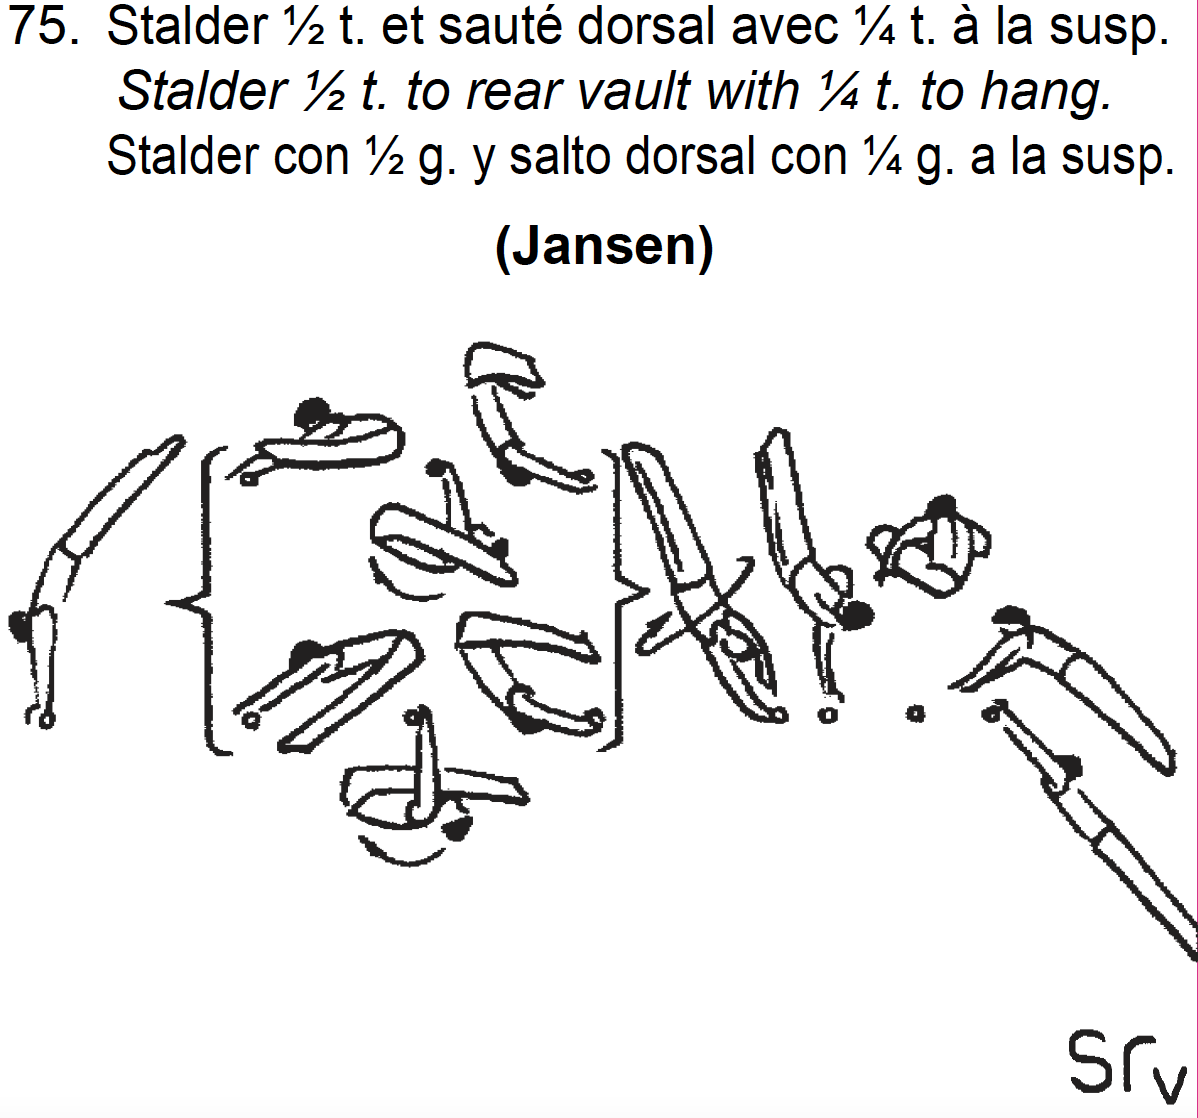 75. Stalder ½ t. et sauté dorsal avec ¼ t. à la susp.
Stalder ½ t. to rear vault with ¼ t. to hang.
Stalder con ½ g. y salto dorsal con ¼ g. a la susp.
(Jansen)
Srv